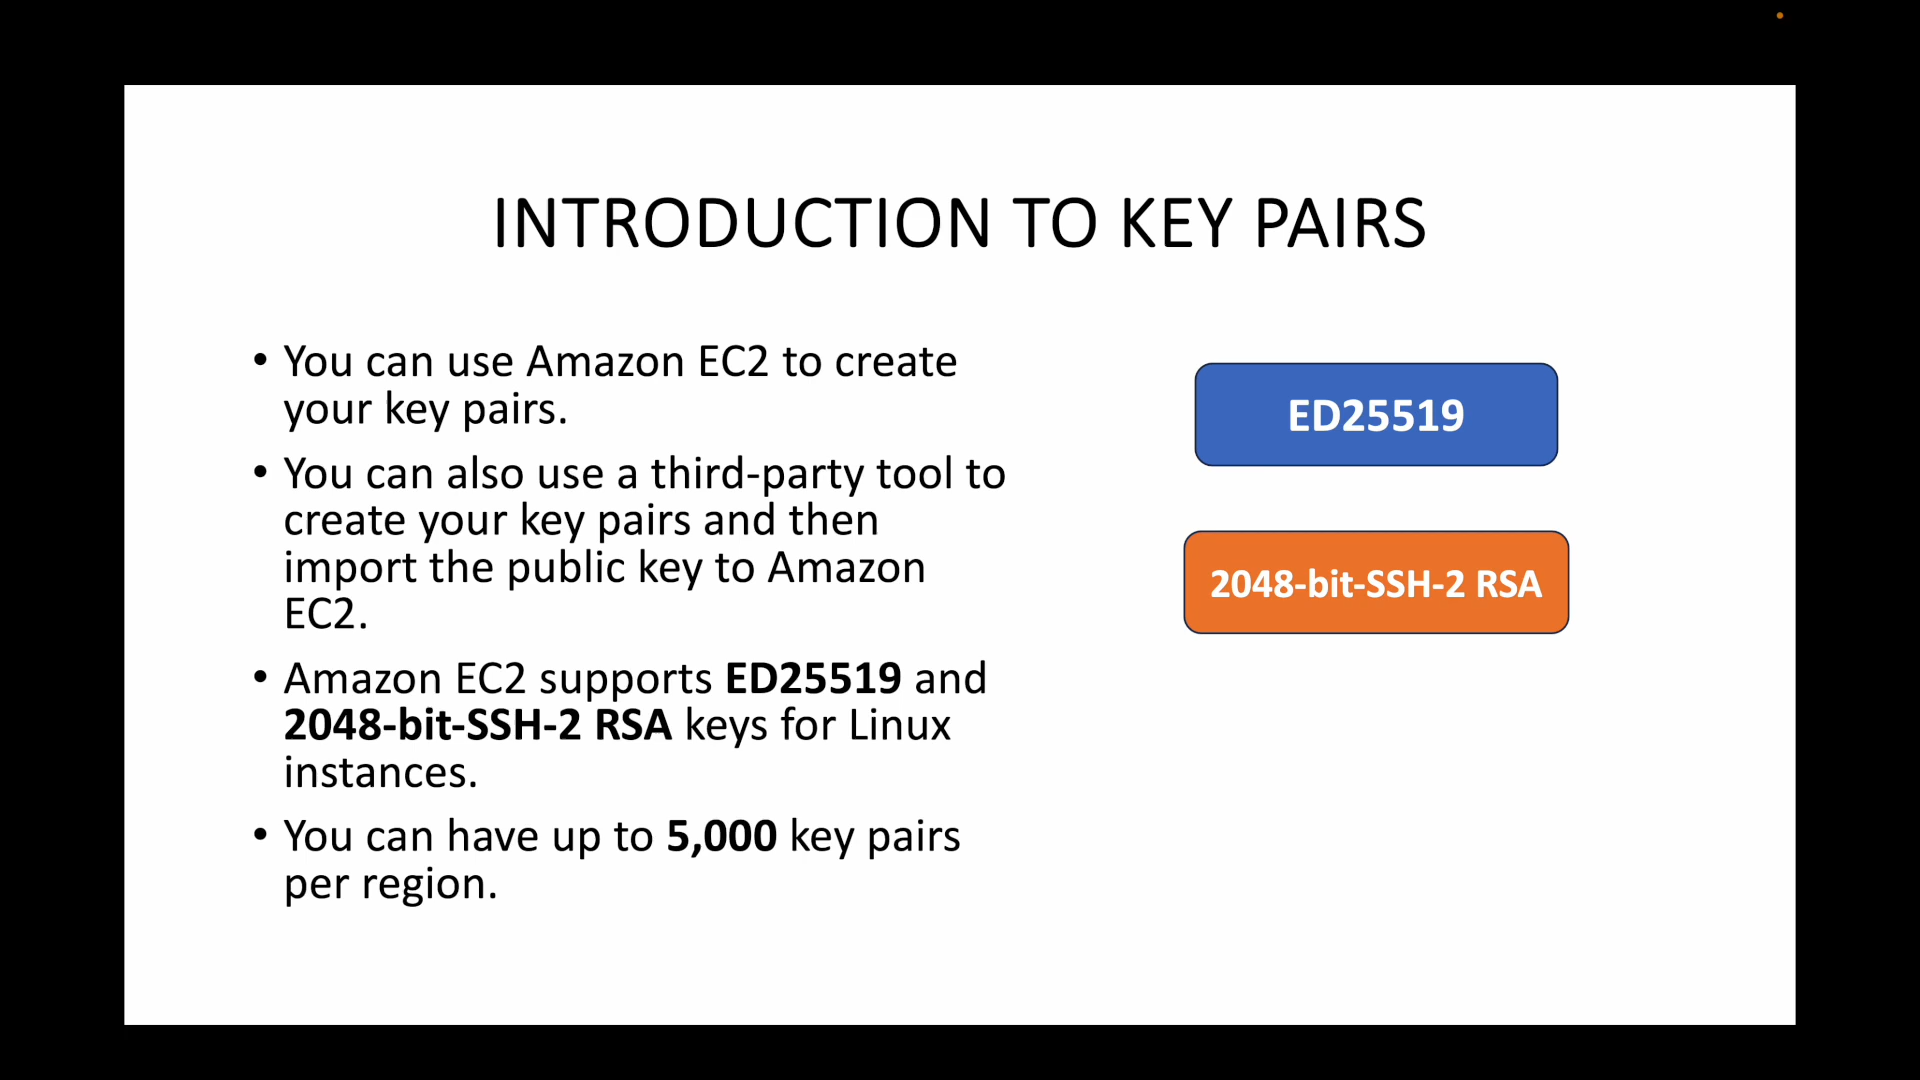 INTRODUCTION TO KEY PAIRS
• You can use Amazon EC2 to create
your key pairs.
• You can also use a third-party tool to
create your key pairs and then
import the public key to Amazon
EC2.
• Amazon EC2 supports ED25519 and
2048-bit-SSH-2 RSA keys for Linux
instances.
• You can have up to 5,000 key pairs
per region.
ED25519
2048-bit-SSH-2 RSA